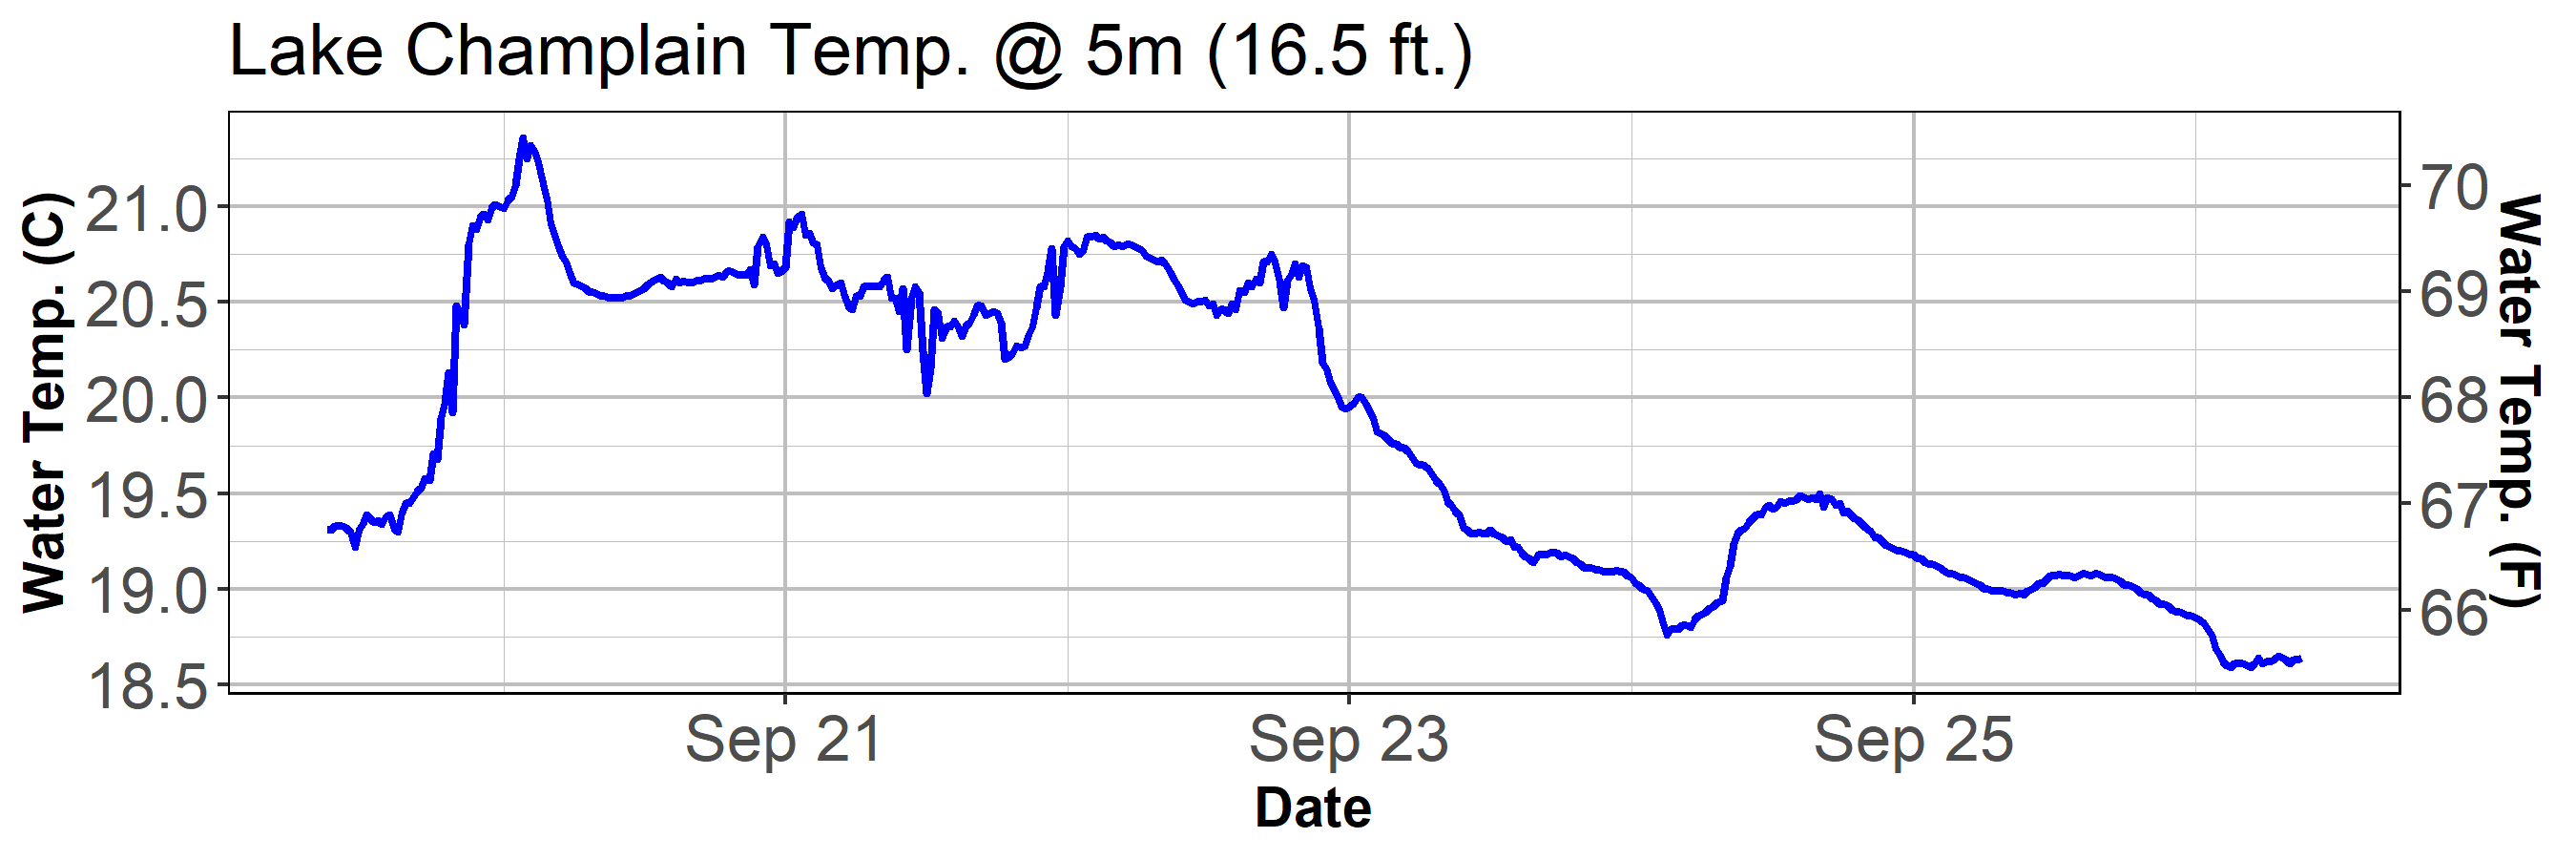 Lake Champlain Temp. @ 5m (16.5 ft.)
Water Temp. (C)
21.0
20.5
20.0
19.5
19.0
18.5
70
69
68
67
66
Water Temp. (F)
Sep 21
Sep 23
Sep 25
Date